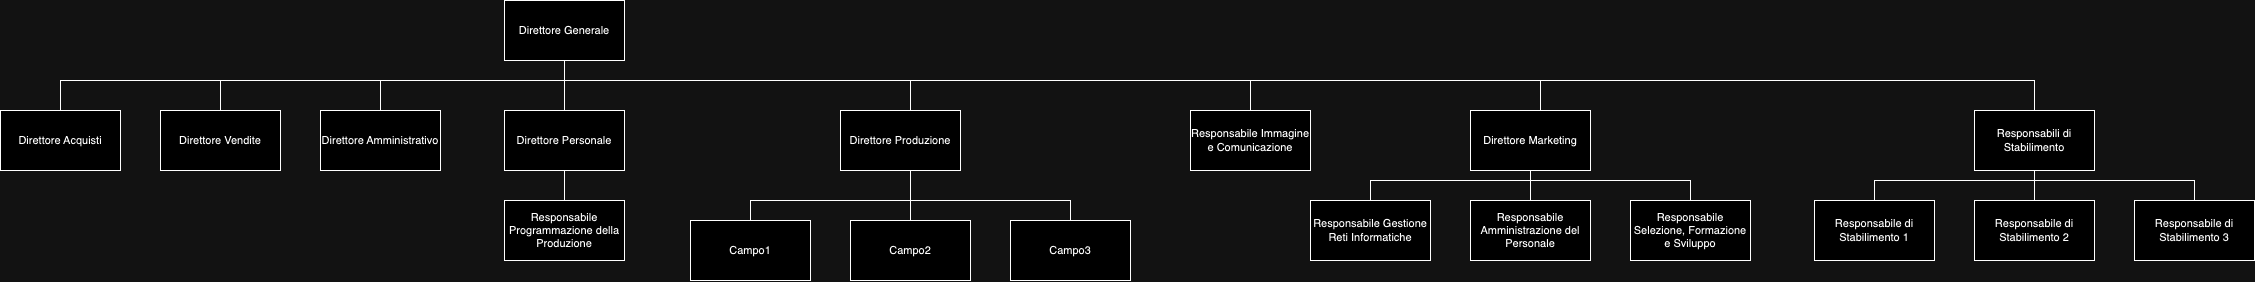 Direttore Generale
Direttore Acquisti
Direttore Vendite
Direttore Amministrativo
Direttore Personale
Direttore Produzione
Responsabile Immagine
e Comunicazione
Direttore Marketing
Responsabili di
Stabilimento
Responsabile
Programmazione della
Produzione
Campo1
Campo2
Campo3
Responsabile Gestione
Reti Informatiche
Responsabile
Amministrazione del
Personale
Responsabile
Selezione, Formazione
e Sviluppo
Responsabile di
Stabilimento 1
Responsabile di
Stabilimento 2
Responsabile di
Stabilimento 3